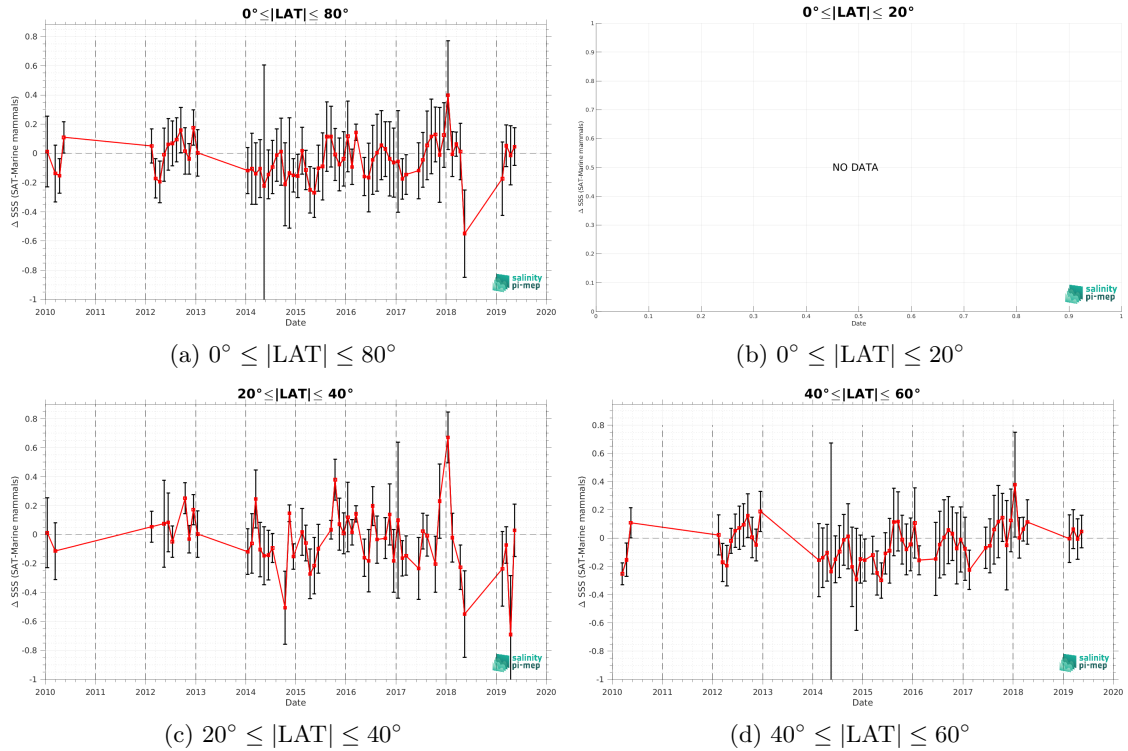 0°≤|LAT|≤ 80°
Δ SSS (SAT-Marine mammals)
0.8
0.6
0.4
0.2
0
-0.2
-0.4
-0.6
-0.8
-1
2010 2011 2012 2013 2014 2015 2016 2017 2018 2019 2020
Date
salinity
pi-mep
(a) 0° ≤ |LAT| ≤ 80°
0°≤|LAT|≤ 20°
Δ SSS (SAT-Marine mammals)
1
0.9
0.8
0.7
0.6
0.5
0.4
0.3
0.2
0.1
0
NO DATA
0 0.1 0.2 0.3 0.4 0.5 0.6 0.7 0.8 0.9 1
Date
salinity
pi-mep
(b) 0° ≤ |LAT| ≤ 20°
20°≤|LAT|≤ 40°
Δ SSS (SAT-Marine mammals)
0.8
0.6
0.4
0.2
0
-0.2
-0.4
-0.6
-0.8
-1
2010 2011 2012 2013 2014 2015 2016 2017 2018 2019 2020
Date
salinity
pi-mep
(c) 20° ≤ |LAT| ≤ 40°
40°≤|LAT|≤ 60°
Δ SSS (SAT-Marine mammals)
0.8
0.6
0.4
0.2
0
-0.2
-0.4
-0.6
-0.8
-1
2010 2011 2012 2013 2014 2015 2016 2017 2018 2019 2020
Date
salinity
pi-mep
(d) 40° ≤ |LAT| ≤ 60°